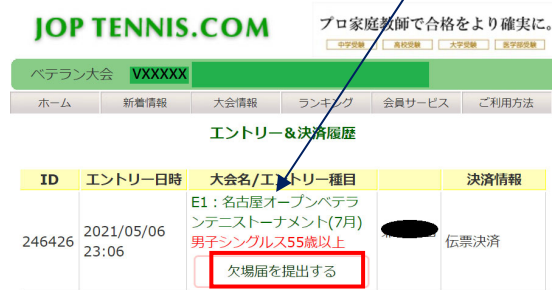 JOP TENNIS.COM
プロ家庭教師で合格をより確実に。
中学受験 高校受験 大学受験 医学部受験
ベテラン大会 VXXXXX
ホーム 新着情報 大会情報 ランキング 会員サービス ご利用方法
エントリー&決済履歴
ID エントリー日時 大会名/エントリー種目 決済情報
E1：名古屋オープンベテラ
ンテニストーナメント(7月)
246426 2021/05/06 男子シングルス55歳以上 伝票決済
23:06
欠場届を提出する